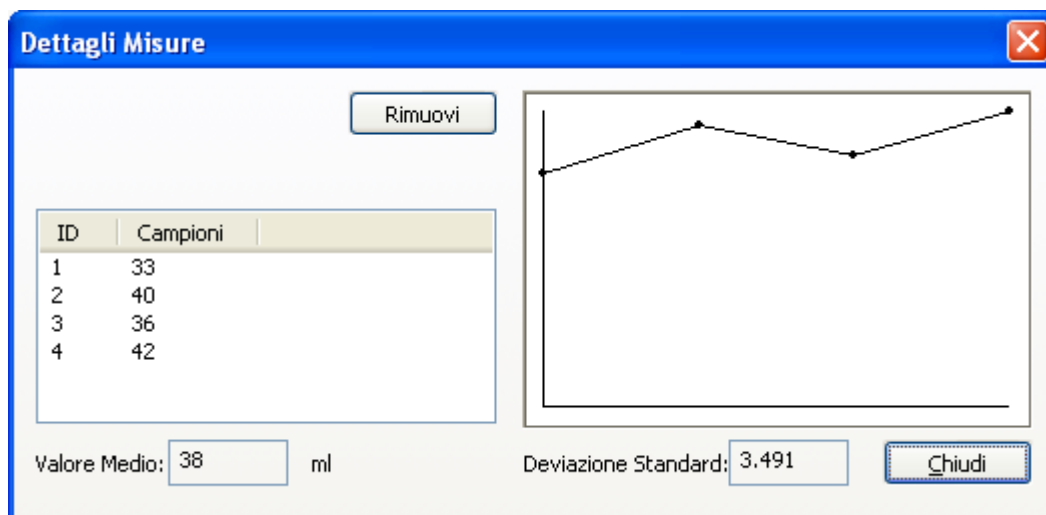 Dettagli Misure
Rimuovi
ID Campioni
1 33
2 40
3 36
4 42
Valore Medio: 38 ml
Deviazione Standard: 3.491
Chiudi